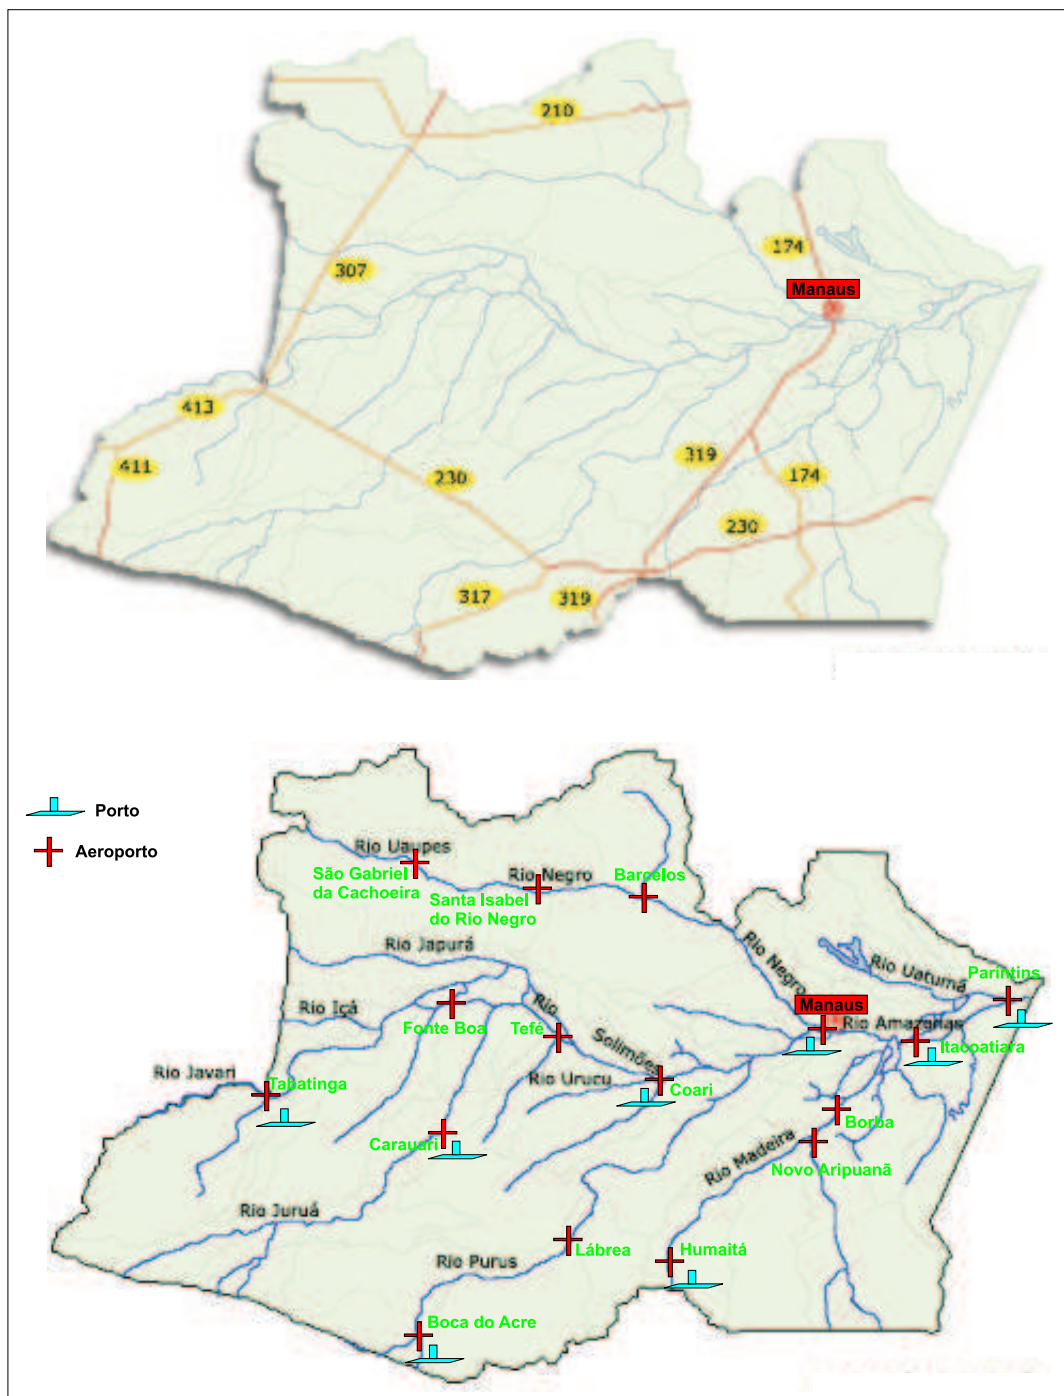 210
174
307
Manaus
413
411
319
230
174
230
317
319
Porto
Aeroporto
Rio Uaupes
São Gabriel
da Cachoeira
Rio Negro
Santa Isabel
do Rio Negro
Barcelos
Rio Japurá
Rio Negro
Rio Uatumã
Parintins
Rio Içá
Fonte Boa
Rio Solimões
Tefé
Manaus
Rio Amazonas
Itacoatiara
Rio Javari
Tabatinga
Rio Urucu
Coari
Borba
Carauari
Rio Madeira
Novo Aripuanã
Rio Juruá
Lábrea
Humaitá
Rio Purus
Boca do Acre